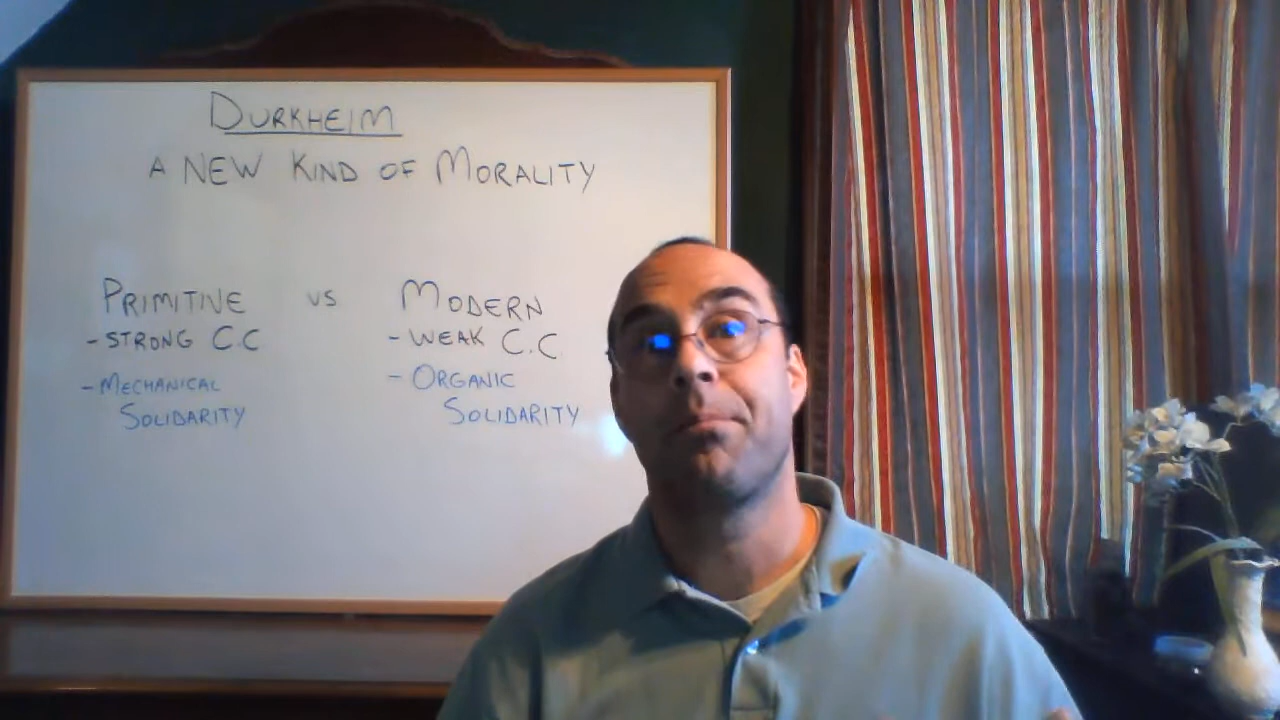 DURKHEIM
A NEW KIND OF MORALITY
PRIMITIVE VS MODERN
- STRONG C.C
- WEAK C.C.
- MECHANICAL
SOLIDARITY
- ORGANIC
SOLIDARITY